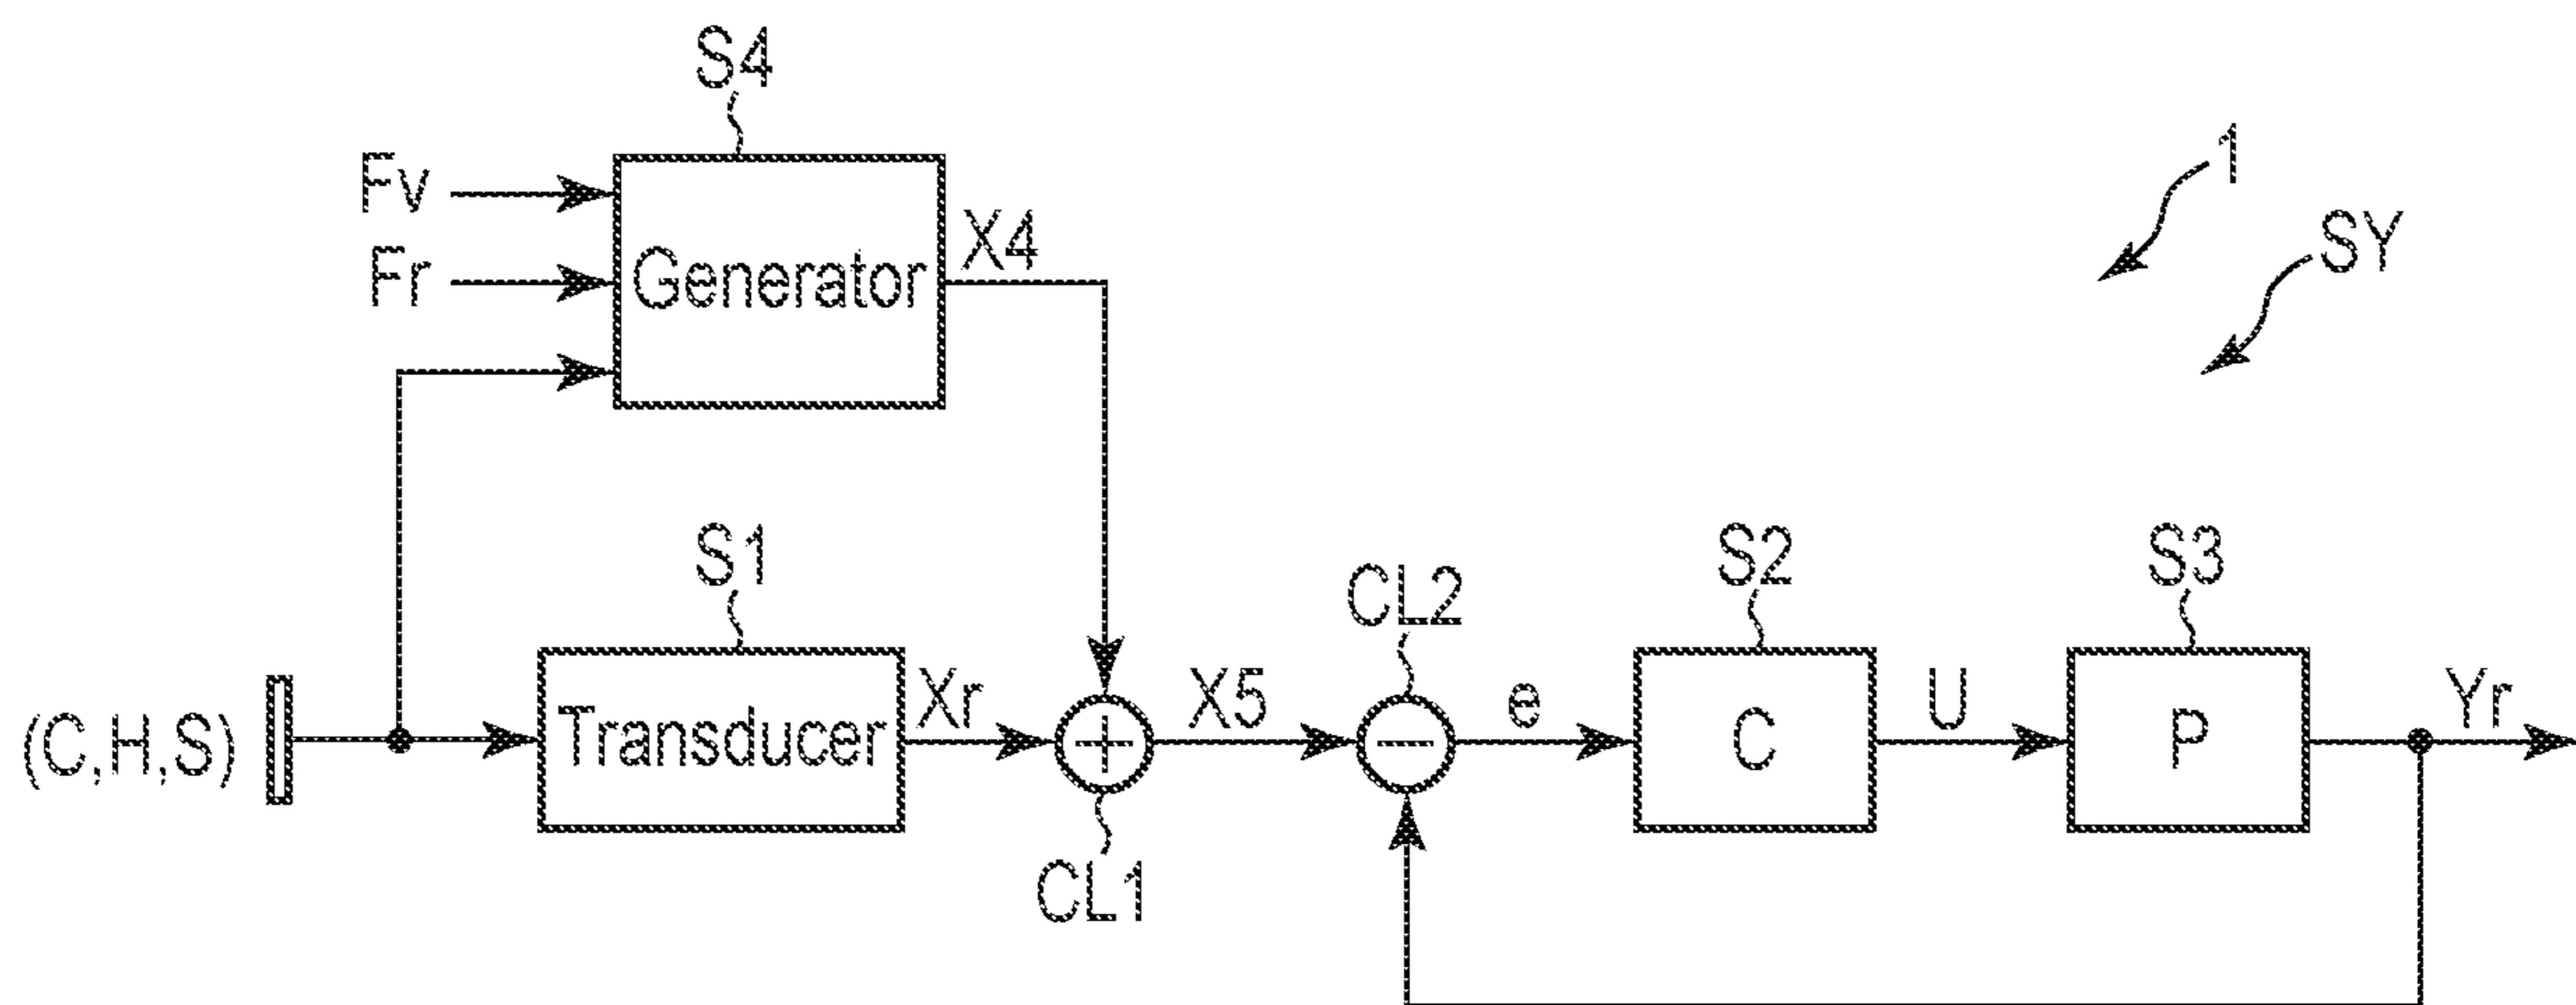 S4
1
Fv
Fr
Generator
X4
SY
S1
CL2
S2
S3
(C,H,S)
Transducer
Xr
X5
e
C
U
P
Yr
CL1